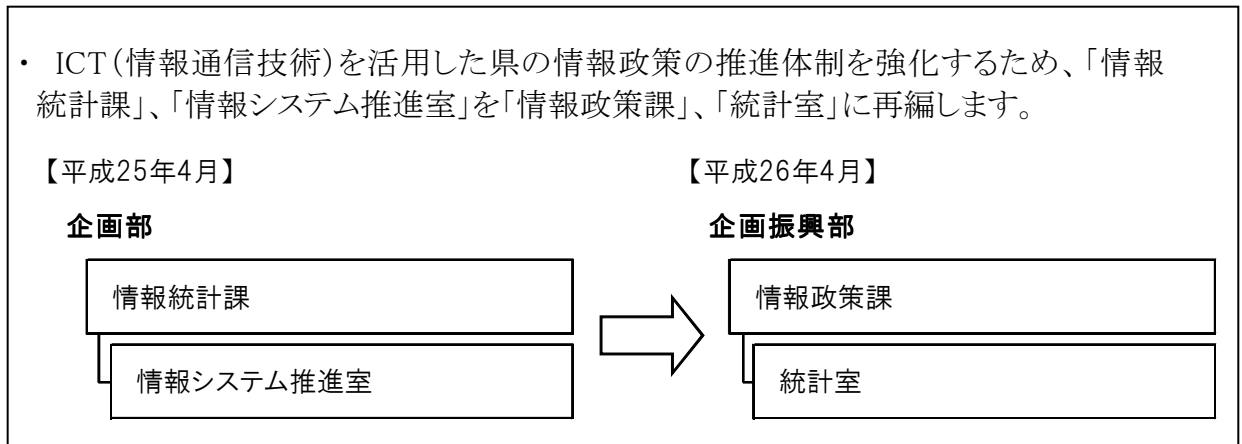 ・ ICT(情報通信技術)を活用した県の情報政策の推進体制を強化するため、「情報
統計課」、「情報システム推進室」を「情報政策課」、「統計室」に再編します。
【平成25年4月】
【平成26年4月】
企画部
企画振興部
情報統計課
情報政策課
情報システム推進室
統計室